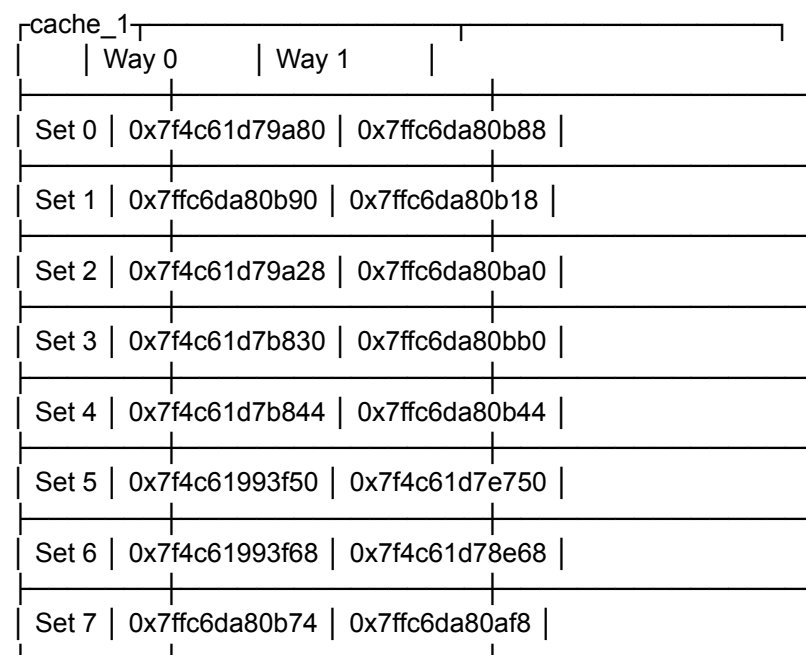 cache_1
│ │ Way 0 │ Way 1 │
│ Set 0 │ 0x7f4c61d79a80 │ 0x7ffc6da80b88 │
│ Set 1 │ 0x7ffc6da80b90 │ 0x7ffc6da80b18 │
│ Set 2 │ 0x7f4c61d79a28 │ 0x7ffc6da80ba0 │
│ Set 3 │ 0x7f4c61d7b830 │ 0x7ffc6da80bb0 │
│ Set 4 │ 0x7f4c61d7b844 │ 0x7ffc6da80b44 │
│ Set 5 │ 0x7f4c61993f50 │ 0x7f4c61d7e750 │
│ Set 6 │ 0x7f4c61993f68 │ 0x7f4c61d78e68 │
│ Set 7 │ 0x7ffc6da80b74 │ 0x7ffc6da80af8 │